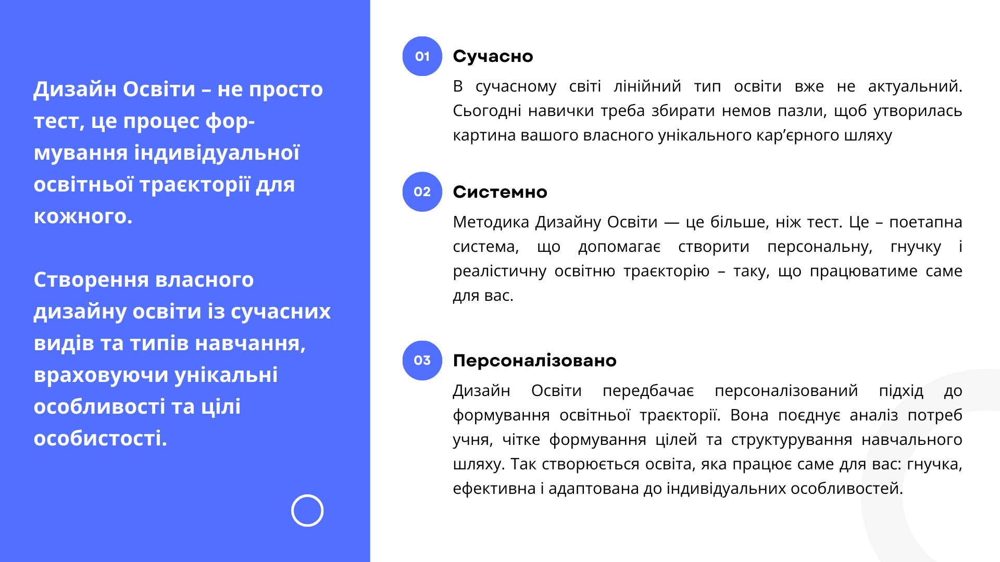 Дизайн Освіти – не просто
тест, це процес фор-
мування індивідуальної
освітньої траєкторії для
кожного.
Створення власного
дизайну освіти із сучасних
видів та типів навчання,
враховуючи унікальні
особливості та цілі
особистості.
01
Сучасно
В сучасному світі лінійний тип освіти вже не актуальний.
Сьогодні навички треба збирати немов пазли, щоб утворилась
картина вашого власного унікального кар’єрного шляху
02
Системно
Методика Дизайну Освіти — це більше, ніж тест. Це – поетапна
система, що допомагає створити персональну, гнучку і
реалістичну освітню траєкторію – таку, що працюватиме саме
для вас.
03
Персоналізовано
Дизайн Освіти передбачає персоналізований підхід до
формування освітньої траєкторії. Вона поєднує аналіз потреб
учня, чітке формування цілей та структурування навчального
шляху. Так створюється освіта, яка працює саме для вас: гнучка,
ефективна і адаптована до індивідуальних особливостей.